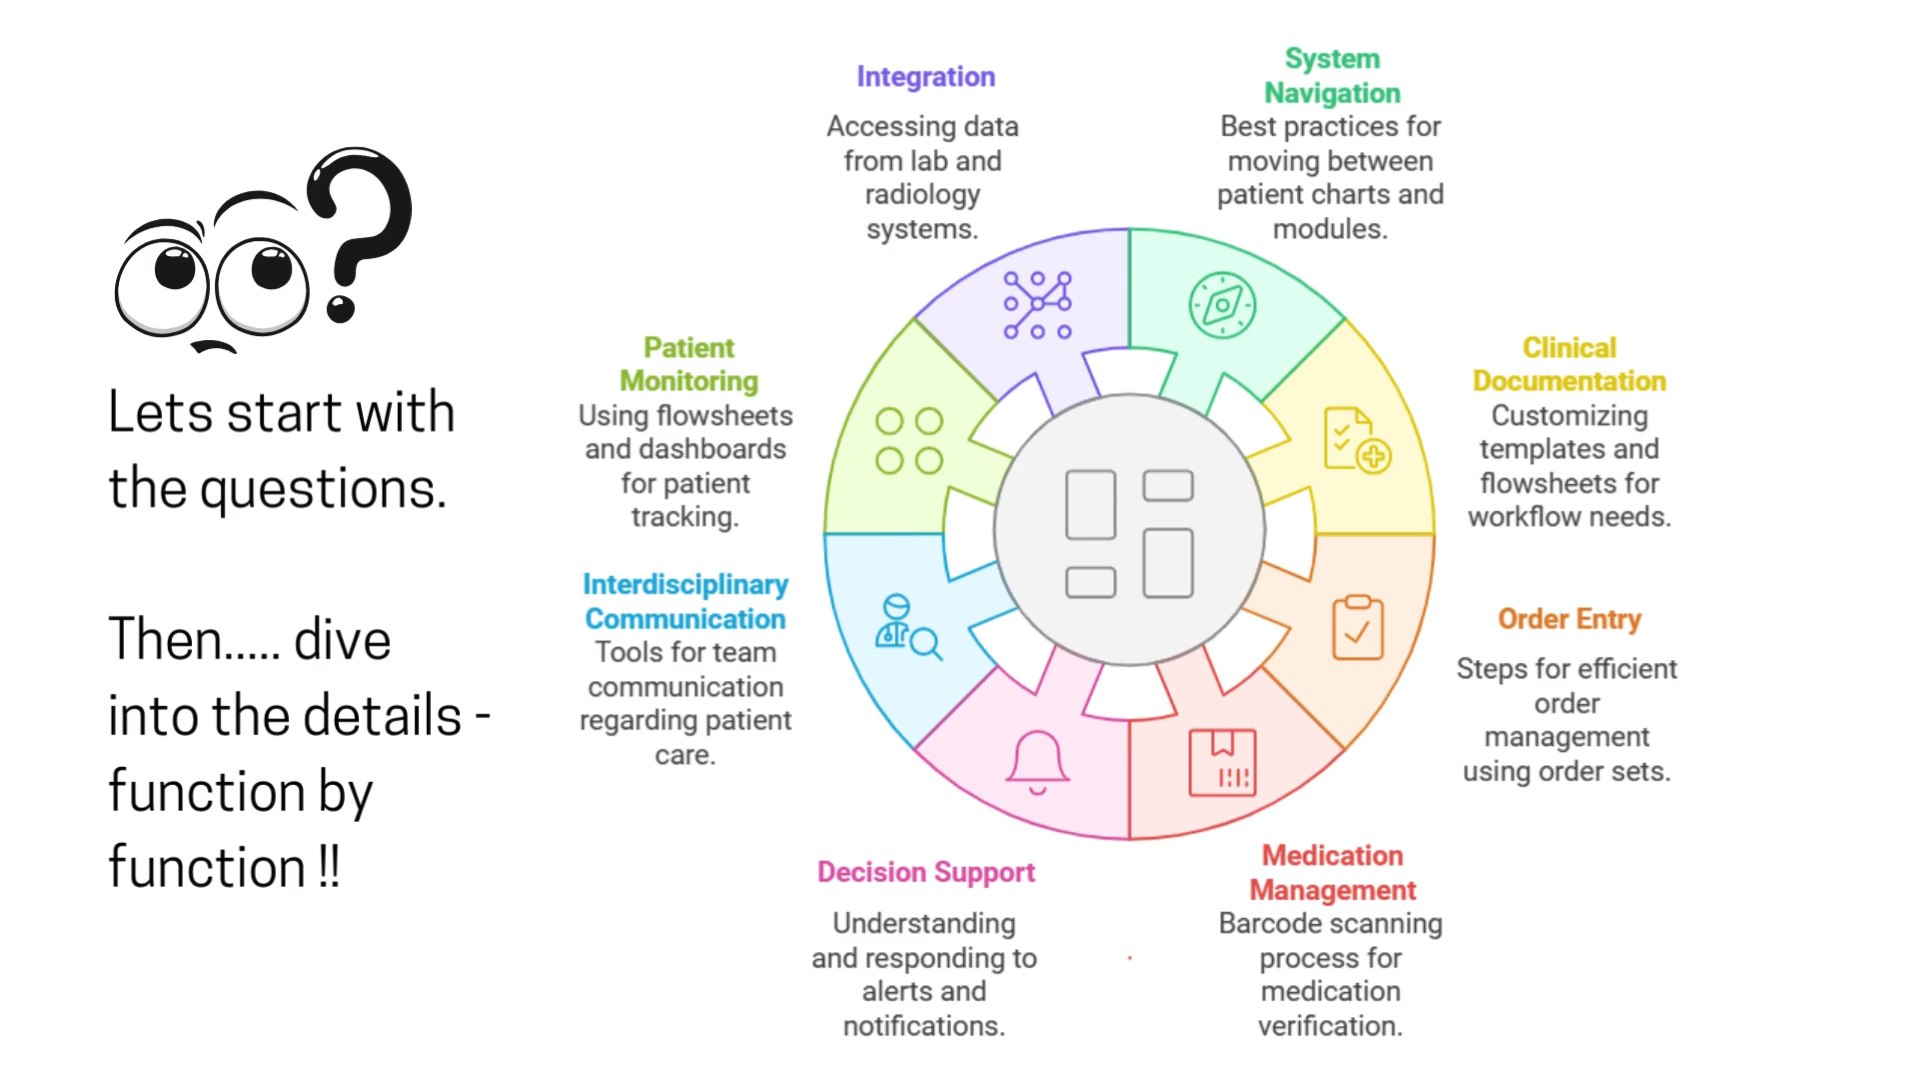 Lets start with
the questions.
Then..... dive
into the details -
function by
function !!
Integration
Accessing data
from lab and
radiology
systems.
System
Navigation
Best practices for
moving between
patient charts and
modules.
Patient
Monitoring
Using flowsheets
and dashboards
for patient
tracking.
Clinical
Documentation
Customizing
templates and
flowsheets for
workflow needs.
Interdisciplinary
Communication
Tools for team
communication
regarding patient
care.
Order Entry
Steps for efficient
order
management
using order sets.
Decision Support
Understanding
and responding to
alerts and
notifications.
Medication
Management
Barcode scanning
process for
medication
verification.